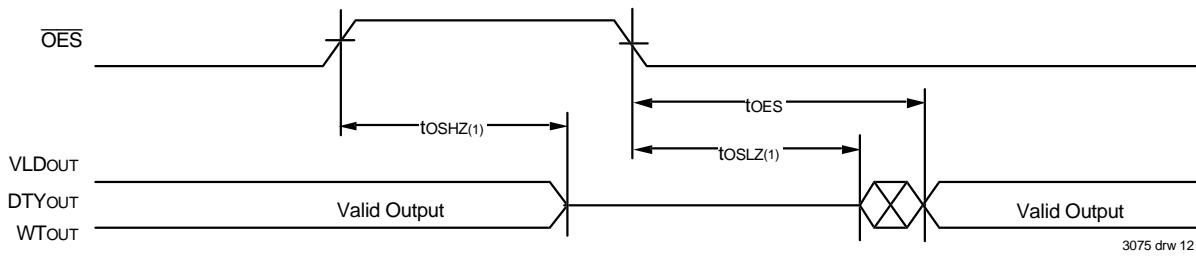 OES
tOES
tOSHZ(1)
tOSLZ(1)
VLDOUT
DTYOUT
Valid Output
Valid Output
WTOUT
3075 drw 12